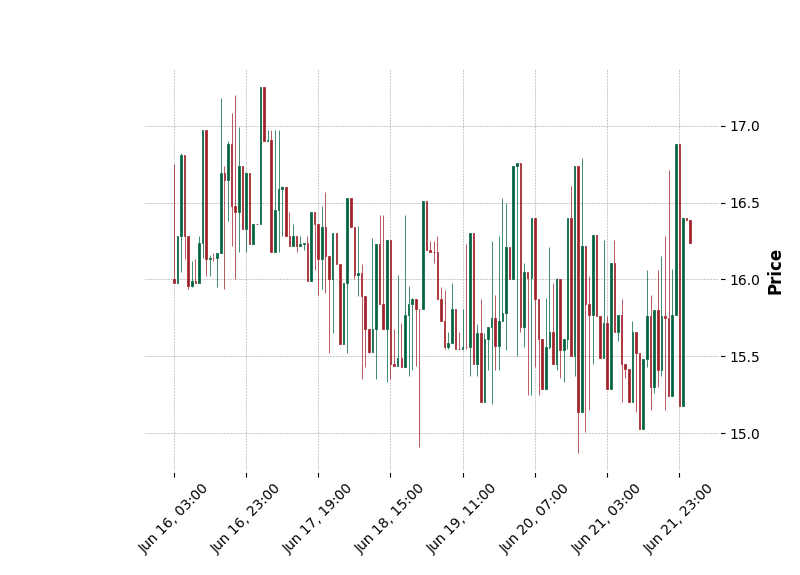 17.0
16.5
16.0
15.5
15.0
Price
Jun 16, 03:00
Jun 16, 23:00
Jun 17, 19:00
Jun 18, 15:00
Jun 19, 11:00
Jun 20, 07:00
Jun 21, 03:00
Jun 21, 23:00